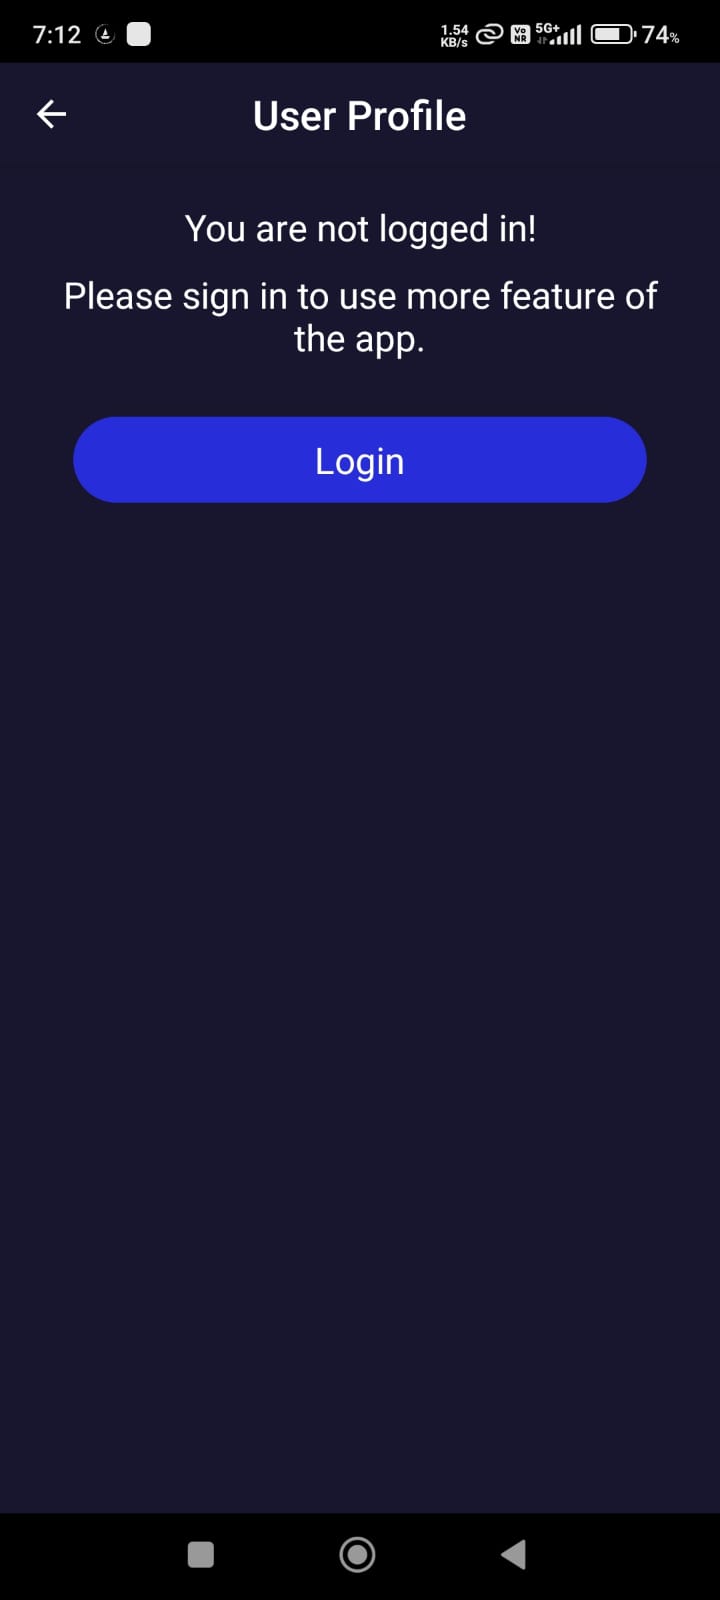 7:12 1.54 KB/s Vo NR 5G+ 74%
User Profile
You are not logged in!
Please sign in to use more feature of
the app.
Login